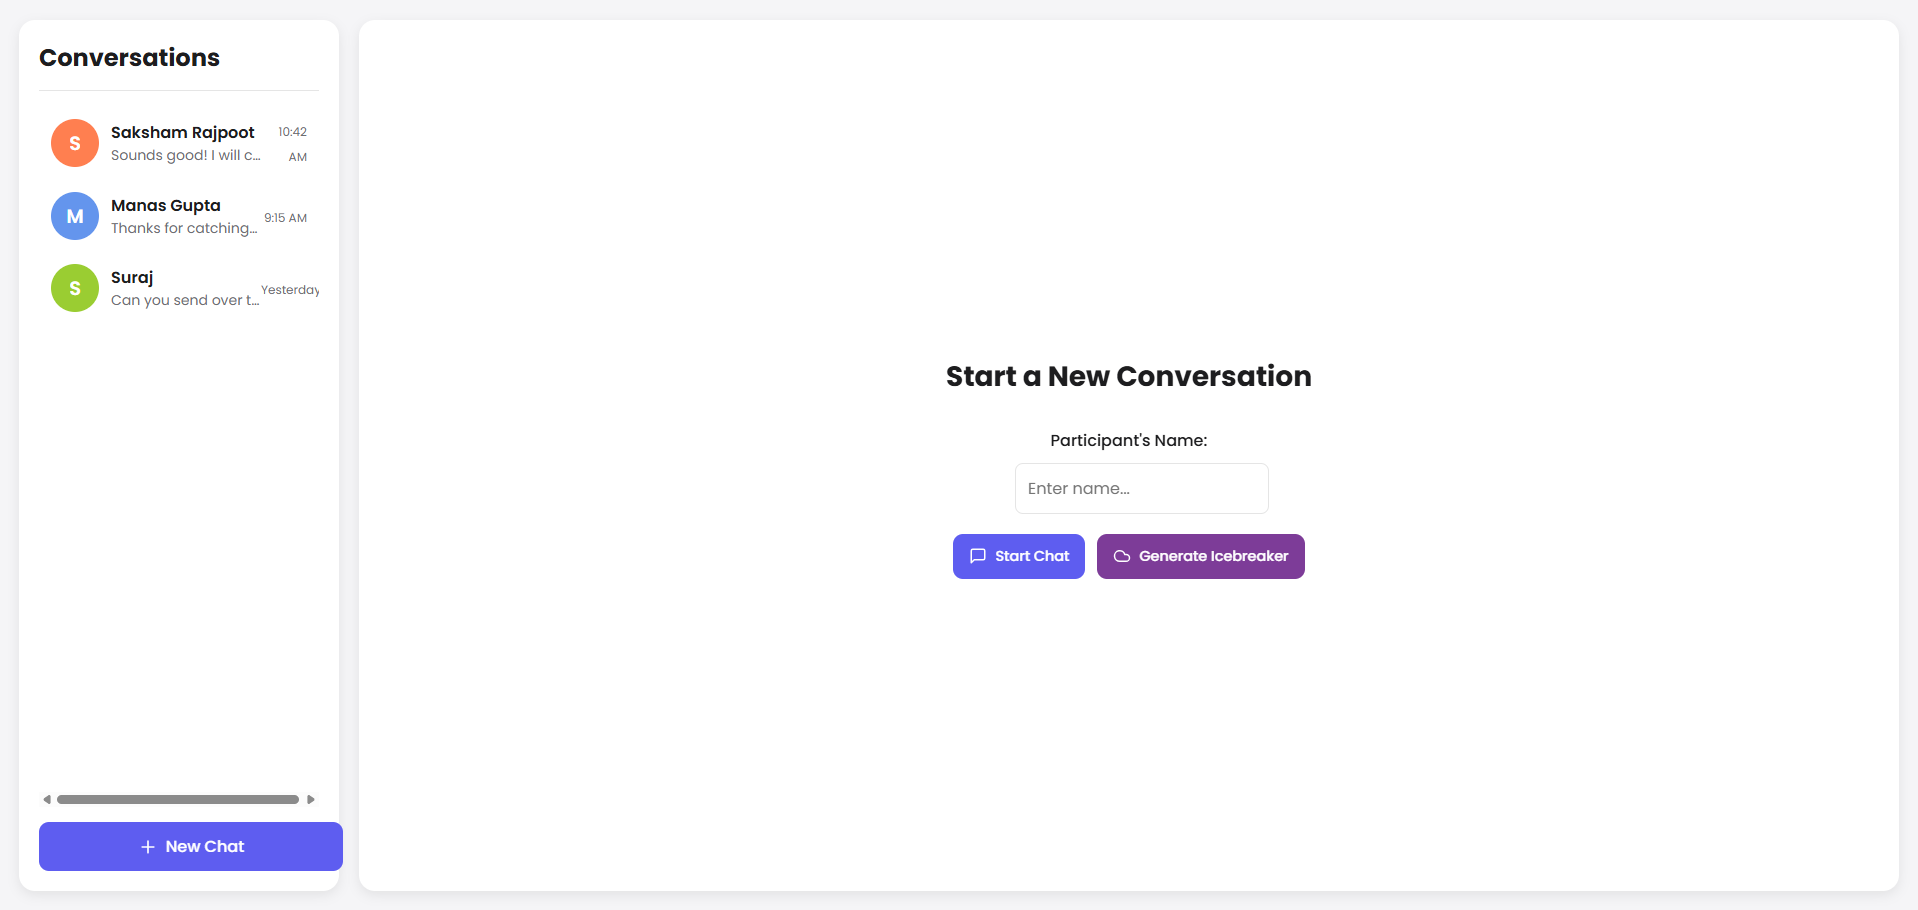 Conversations
S
Saksham Rajpoot
10:42
Sounds good! I will c...
AM
M
Manas Gupta
9:15 AM
Thanks for catching...
S
Suraj
Yesterday
Can you send over t...
New Chat
Start a New Conversation
Participant's Name:
Enter name...
Start Chat
Generate Icebreaker